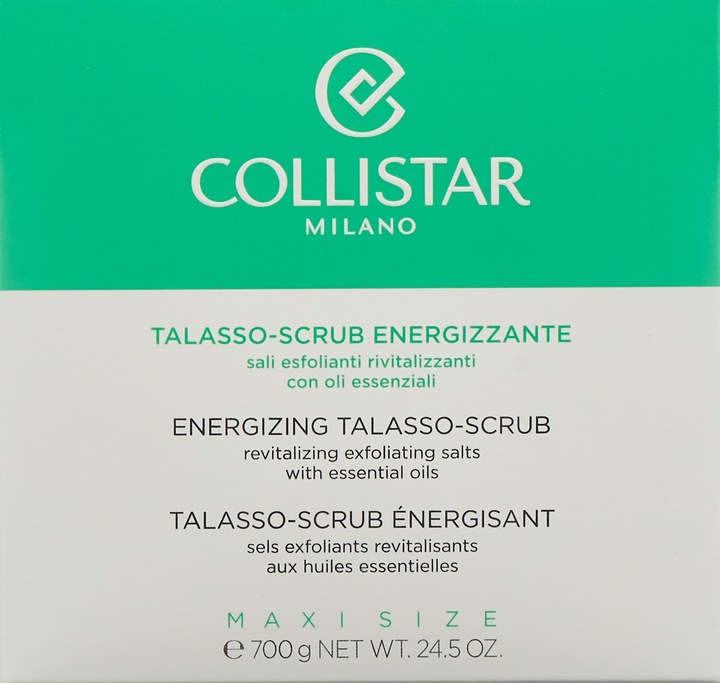 COLLISTAR
MILANO
TALASSO-SCRUB ENERGIZZANTE
sali esfolianti rivitalizzanti
con oli essenziali
ENERGIZING TALASSO-SCRUB
revitalizing exfoliating salts
with essential oils
TALASSO-SCRUB ÉNERGISANT
sels exfoliants revitalisants
aux huiles essentielles
MAXI SIZE
℮ 700 g NET WT. 24.5 OZ.